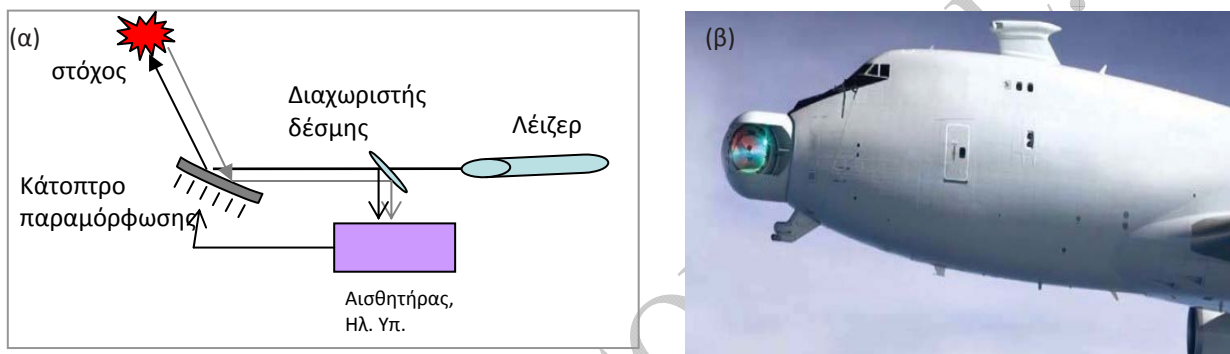 (α)
στόχος
Διαχωριστής
δέσμης
Λέιζερ
Κάτοπτρο
παραμόρφωσης
Αισθητήρας,
Ηλ. Υπ.
(β)